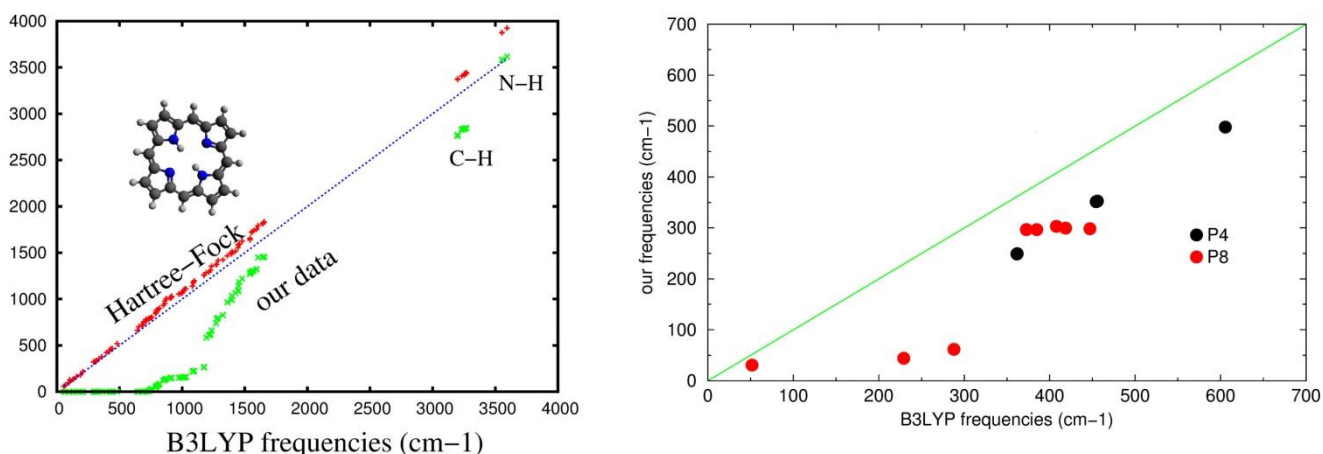 4000
3500
3000
2500
2000
1500
1000
500
0
0 500 1000 1500 2000 2500 3000 3500 4000
B3LYP frequencies (cm−1)
Hartree−Fock
our data
N−H
C−H
700
600
500
400
300
200
100
0
0 100 200 300 400 500 600 700
B3LYP frequencies (cm−1)
our frequencies (cm−1)
P4
P8